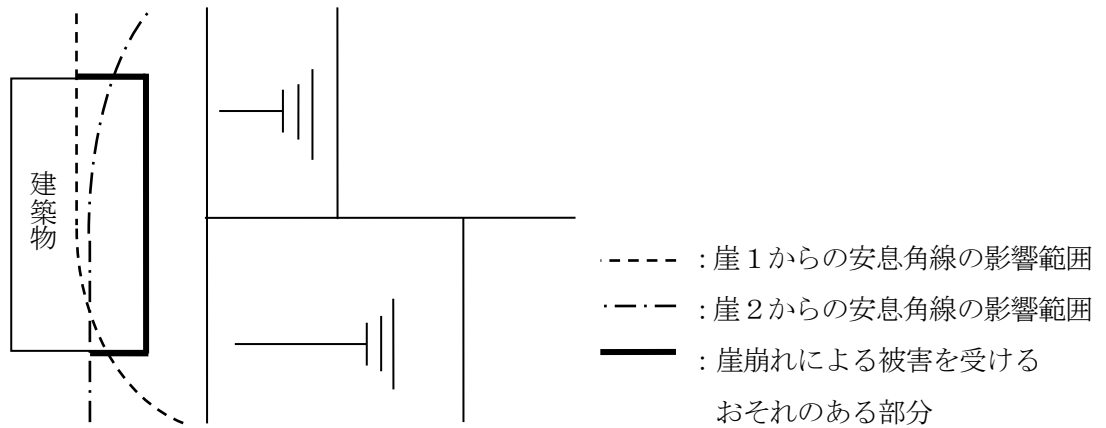 建築物
：崖１からの安息角線の影響範囲
：崖２からの安息角線の影響範囲
：崖崩れによる被害を受ける
おそれのある部分